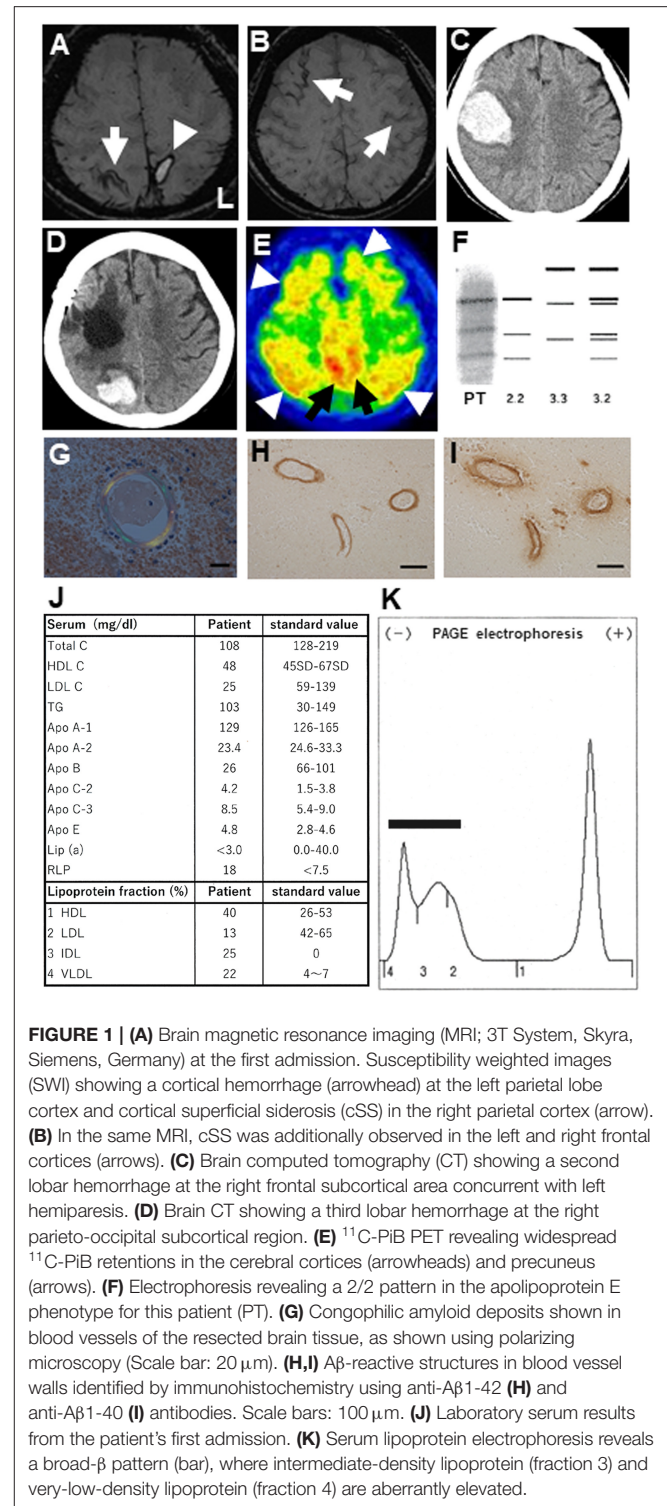 A
B
C
L
D
E
F
PT 2.2 3.3 3.2
G
H
I
J
Serum (mg/dl) Patient standard value
Total C 108 128-219
HDL C 48 45SD-67SD
LDL C 25 59-139
TG 103 30-149
Apo A-1 129 126-165
Apo A-2 23.4 24.6-33.3
Apo B 26 66-101
Apo C-2 4.2 1.5-3.8
Apo C-3 8.5 5.4-9.0
Apo E 4.8 2.8-4.6
Lip (a) <3.0 0.0-40.0
RLP 18 <7.5
Lipoprotein fraction (%) Patient standard value
1 HDL 40 26-53
2 LDL 13 42-65
3 IDL 25 0
4 VLDL 22 4～7
K
(-) PAGE electrophoresis (+)
4 3 2 1
FIGURE 1 | (A) Brain magnetic resonance imaging (MRI; 3T System, Skyra,
Siemens, Germany) at the first admission. Susceptibility weighted images
(SWI) showing a cortical hemorrhage (arrowhead) at the left parietal lobe
cortex and cortical superficial siderosis (cSS) in the right parietal cortex (arrow).
(B) In the same MRI, cSS was additionally observed in the left and right frontal
cortices (arrows). (C) Brain computed tomography (CT) showing a second
lobar hemorrhage at the right frontal subcortical area concurrent with left
hemiparesis. (D) Brain CT showing a third lobar hemorrhage at the right
parieto-occipital subcortical region. (E) ¹¹C-PiB PET revealing widespread
¹¹C-PiB retentions in the cerebral cortices (arrowheads) and precuneus
(arrows). (F) Electrophoresis revealing a 2/2 pattern in the apolipoprotein E
phenotype for this patient (PT). (G) Congophilic amyloid deposits shown in
blood vessels of the resected brain tissue, as shown using polarizing
microscopy (Scale bar: 20 μm). (H,I) Aβ-reactive structures in blood vessel
walls identified by immunohistochemistry using anti-Aβ1-42 (H) and
anti-Aβ1-40 (I) antibodies. Scale bars: 100 μm. (J) Laboratory serum results
from the patient's first admission. (K) Serum lipoprotein electrophoresis reveals
a broad-β pattern (bar), where intermediate-density lipoprotein (fraction 3) and
very-low-density lipoprotein (fraction 4) are aberrantly elevated.